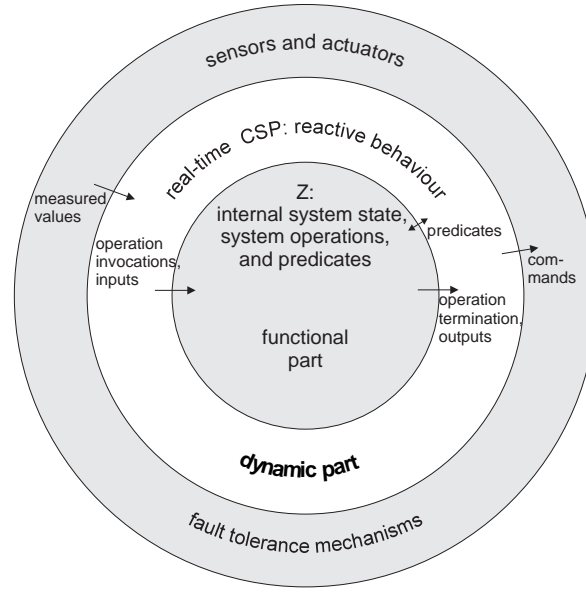 sensors and actuators
real-time CSP: reactive behaviour
Z:
internal system state,
system operations,
and predicates
measured
values
predicates
operation
invocations,
inputs
com-
mands
operation
termination,
outputs
functional
part
dynamic part
fault tolerance mechanisms